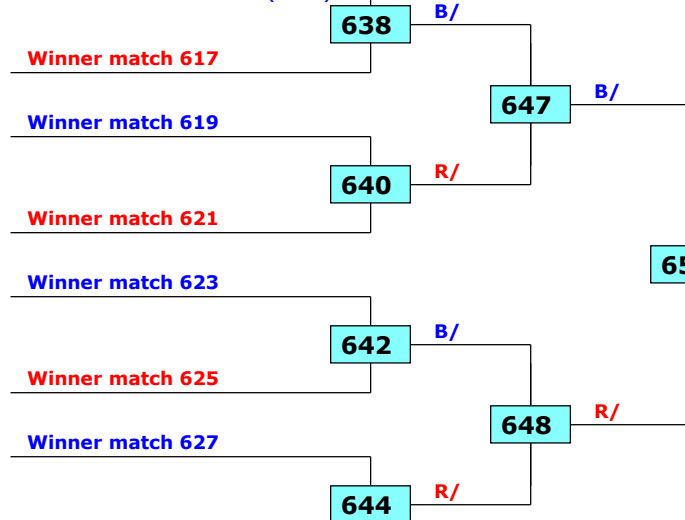 638
B/
Winner match 617
647
B/
Winner match 619
640
R/
Winner match 621
Winner match 623
642
B/
Winner match 625
648
R/
Winner match 627
644
R/